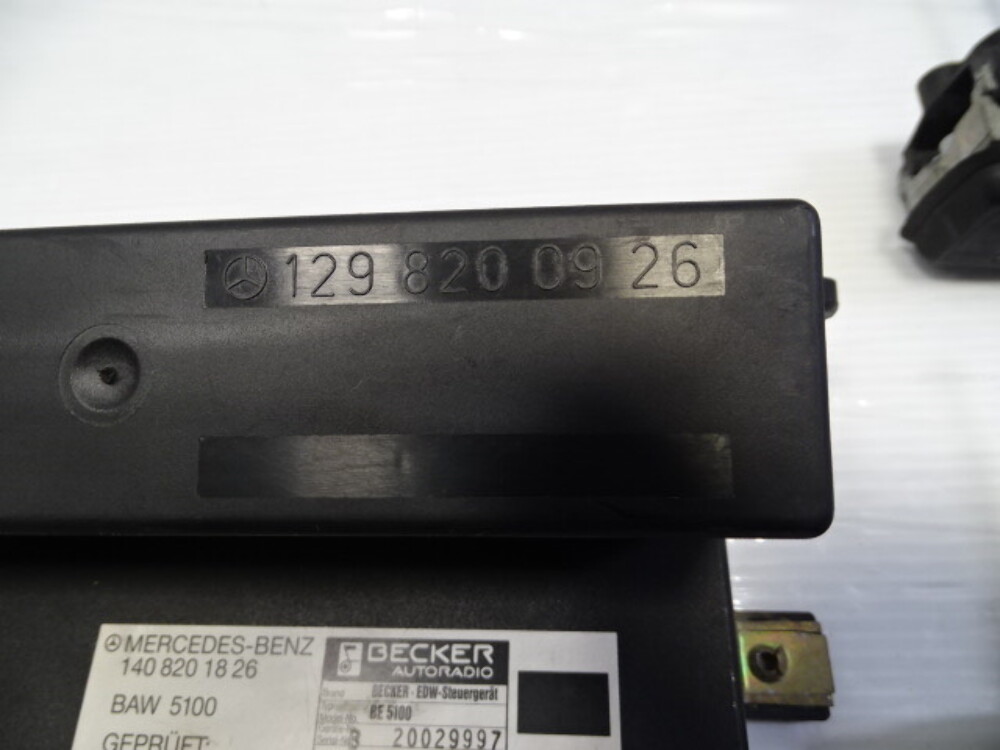 129 820 09 26
MERCEDES-BENZ
140 820 18 26
BAW 5100
GEPRÜFT:
BECKER
AUTORADIO
BECKER - EDW-Steuergerät
BE 5100
20029997